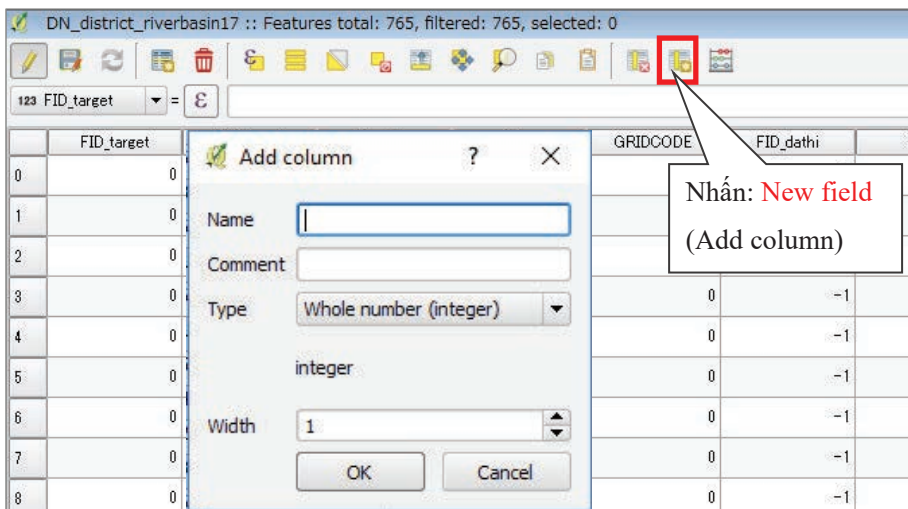 DN_district_riverbasin17 :: Features total: 765, filtered: 765, selected: 0
123 FID_target = ε
FID_target GRIDCODE FID_dathi
Add column ? ×
Nhấn: New field
(Add column)
Name
Comment
Type Whole number (integer)
integer
Width 1
OK Cancel
0 0
1 0
2 0
3 0 0 -1
4 0 0 -1
5 0 0 -1
6 0 0 -1
7 0 0 -1
8 0 0 -1